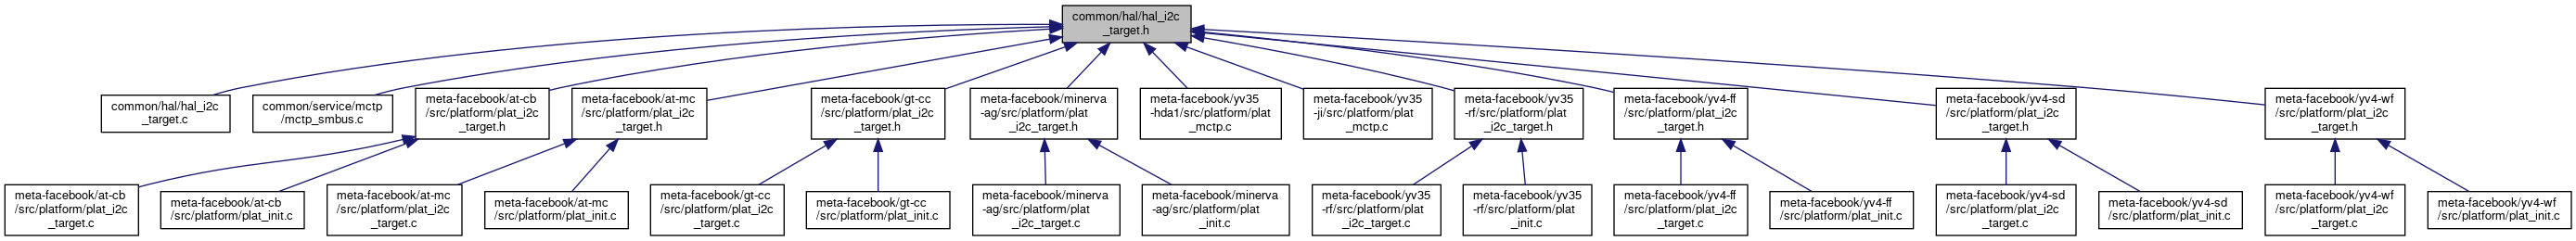 common/hal/hal_i2c
_target.h
common/hal/hal_i2c
_target.c
common/service/mctp
/mctp_smbus.c
meta-facebook/at-cb
/src/platform/plat_i2c
_target.h
meta-facebook/at-mc
/src/platform/plat_i2c
_target.h
meta-facebook/gt-cc
/src/platform/plat_i2c
_target.h
meta-facebook/minerva
-ag/src/platform/plat
_i2c_target.h
meta-facebook/yv35
-hda1/src/platform/plat
_mctp.c
meta-facebook/yv35
-ji/src/platform/plat
_mctp.c
meta-facebook/yv35
-rf/src/platform/plat
_i2c_target.h
meta-facebook/yv4-ff
/src/platform/plat_i2c
_target.h
meta-facebook/yv4-sd
/src/platform/plat_i2c
_target.h
meta-facebook/yv4-wf
/src/platform/plat_i2c
_target.h
meta-facebook/at-cb
/src/platform/plat_i2c
_target.c
meta-facebook/at-cb
/src/platform/plat_init.c
meta-facebook/at-mc
/src/platform/plat_i2c
_target.c
meta-facebook/at-mc
/src/platform/plat_init.c
meta-facebook/gt-cc
/src/platform/plat_i2c
_target.c
meta-facebook/gt-cc
/src/platform/plat_init.c
meta-facebook/minerva
-ag/src/platform/plat
_i2c_target.c
meta-facebook/minerva
-ag/src/platform/plat
_init.c
meta-facebook/yv35
-rf/src/platform/plat
_i2c_target.c
meta-facebook/yv35
-rf/src/platform/plat
_init.c
meta-facebook/yv4-ff
/src/platform/plat_i2c
_target.c
meta-facebook/yv4-ff
/src/platform/plat_init.c
meta-facebook/yv4-sd
/src/platform/plat_i2c
_target.c
meta-facebook/yv4-sd
/src/platform/plat_init.c
meta-facebook/yv4-wf
/src/platform/plat_i2c
_target.c
meta-facebook/yv4-wf
/src/platform/plat_init.c